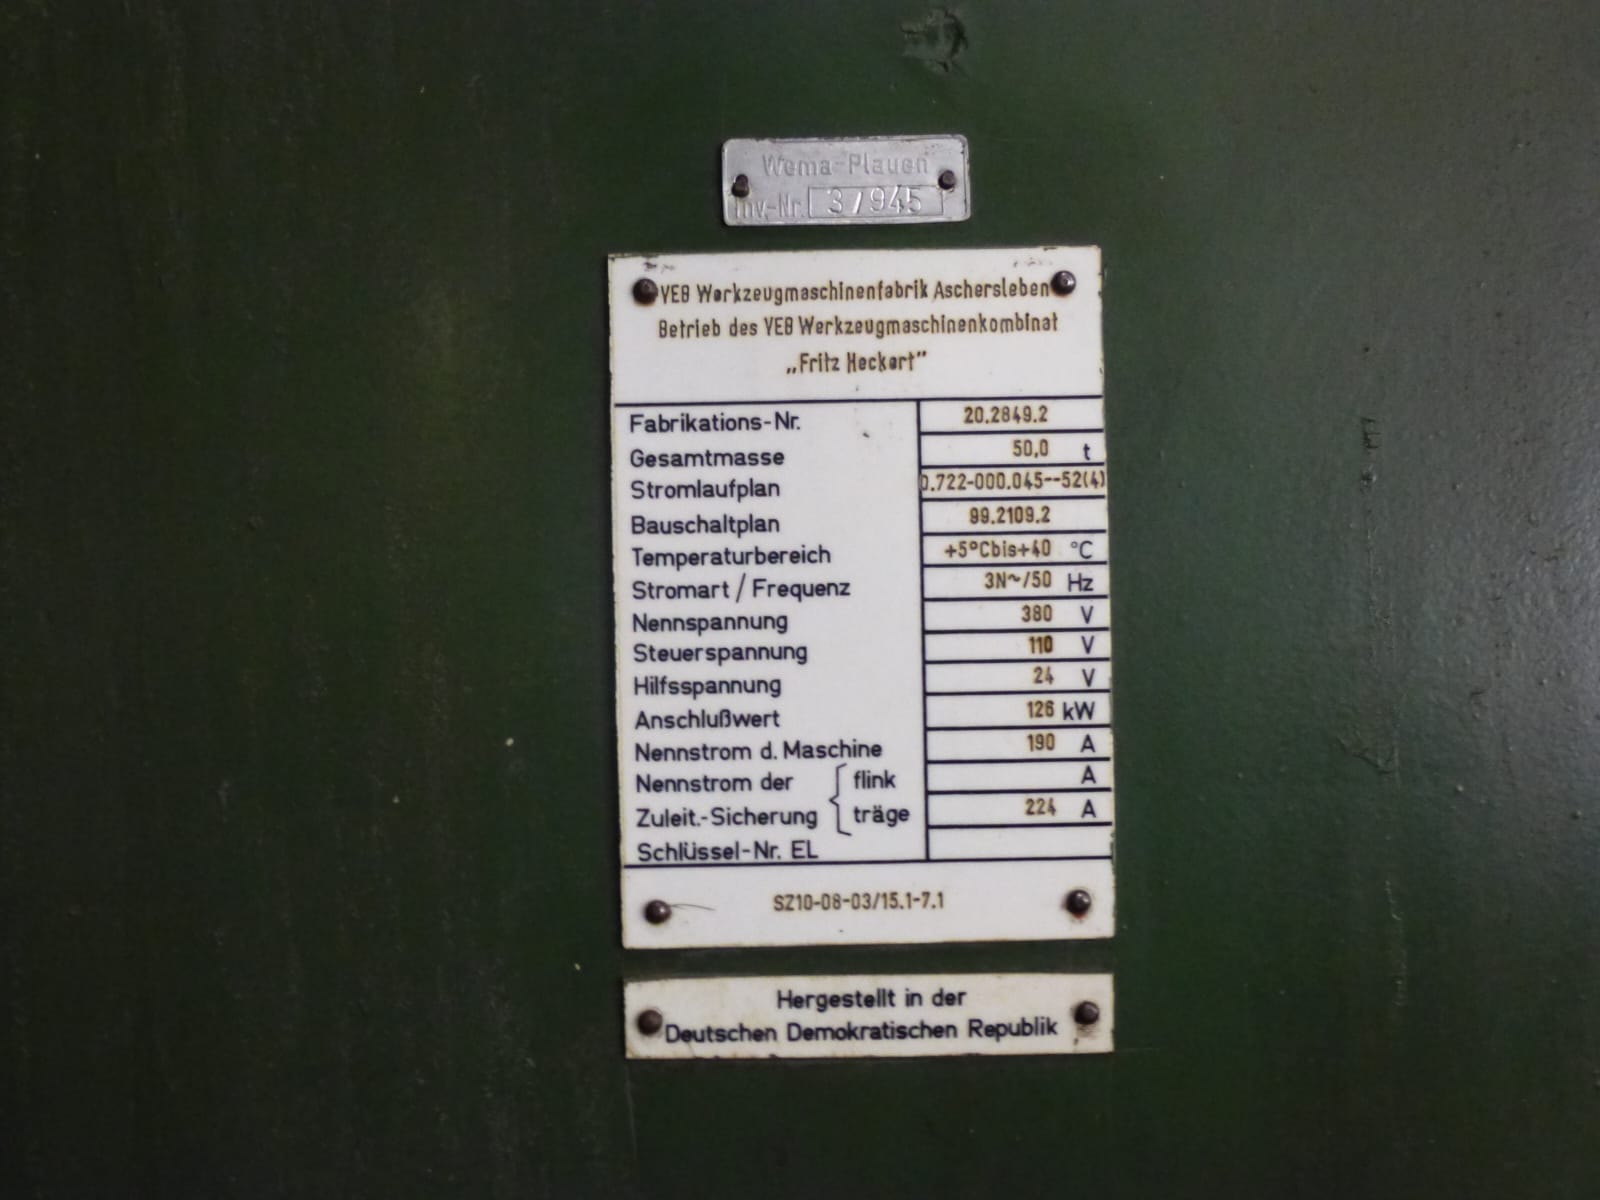 Wema-Plauen
Inv.-Nr. 3/945
VEB Werkzeugmaschinenfabrik Aschersleben
Betrieb des VEB Werkzeugmaschinenkombinat
„Fritz Heckert”
Fabrikations-Nr. 20.2849.2
Gesamtmasse 50,0 t
Stromlaufplan 0.722-000.045--52(4)
Bauschaltplan 99.2109.2
Temperaturbereich +5°Cbis+40 °C
Stromart / Frequenz 3N~/50 Hz
Nennspannung 380 V
Steuerspannung 110 V
Hilfsspannung 24 V
Anschlußwert 126 kW
Nennstrom d. Maschine 190 A
Nennstrom der { flink A
Zuleit.-Sicherung träge 224 A
Schlüssel-Nr. EL
SZ10-08-03/15.1-7.1
Hergestellt in der
Deutschen Demokratischen Republik